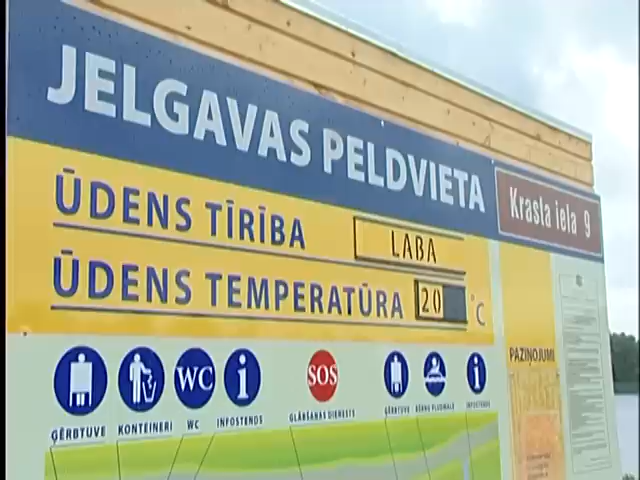 JELGAVAS PELDVIETA
Krasta iela 9
ŪDENS TĪRĪBA LABA
ŪDENS TEMPERATŪRA 20 °C
PAZIŅOJUMI
WC i SOS i
ĢĒRBTUVE KONTEINERI WC INFOSTENDS GLĀBŠANAS DIENESTS ĢĒRBTUVE BĒRNU PLUDMALE INFOSTENDS